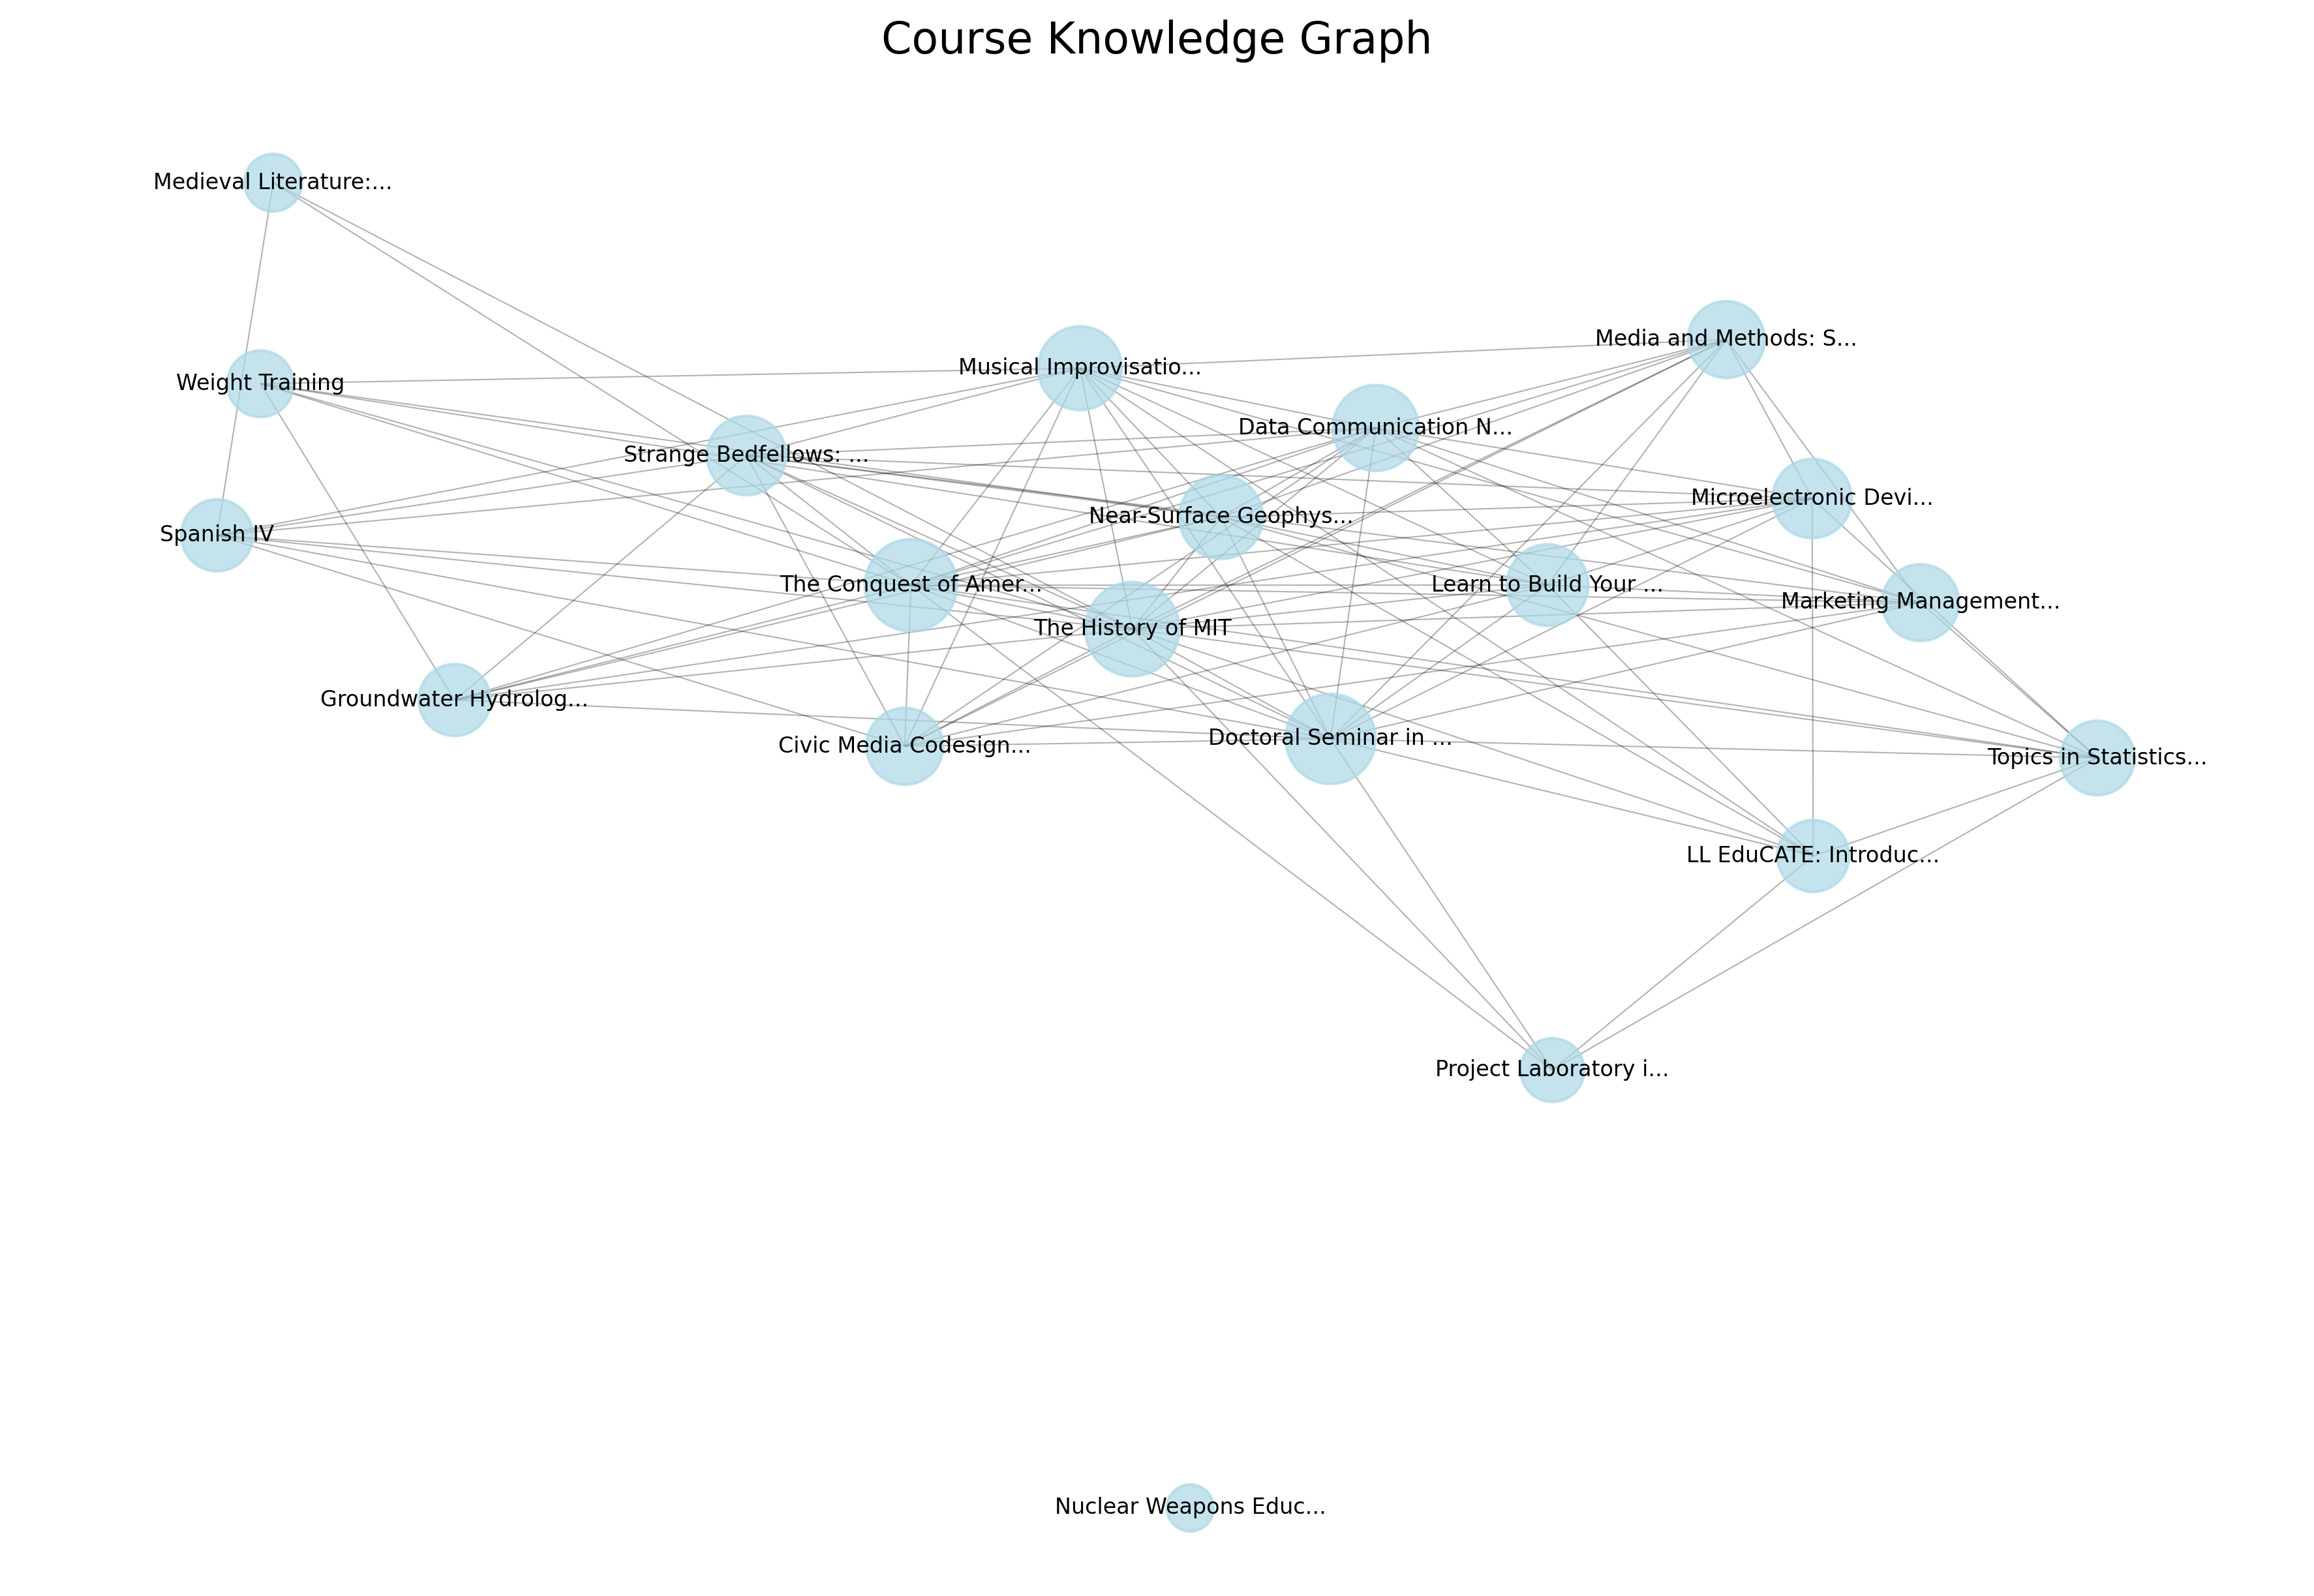 Course Knowledge Graph
Medieval Literature:...
Media and Methods: S...
Musical Improvisatio...
Weight Training
Data Communication N...
Strange Bedfellows: ...
Microelectronic Devi...
Near-Surface Geophys...
Spanish IV
The Conquest of Amer...
Learn to Build Your ...
Marketing Management...
The History of MIT
Groundwater Hydrolog...
Doctoral Seminar in ...
Civic Media Codesign...
Topics in Statistics...
LL EduCATE: Introduc...
Project Laboratory i...
Nuclear Weapons Educ...